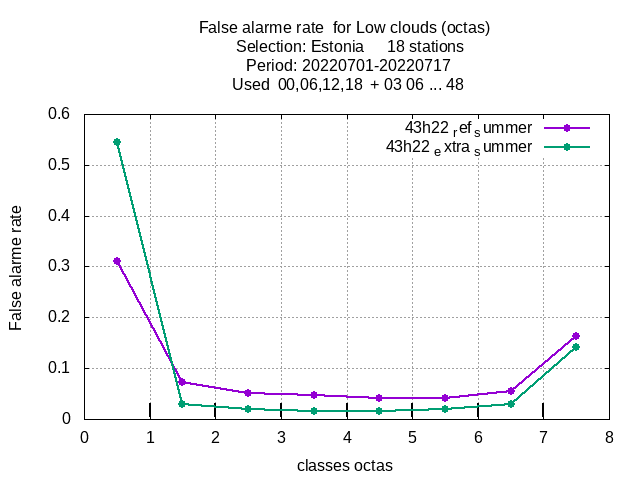 False alarme rate  for Low clouds (octas)
Selection: Estonia     18 stations
Period: 20220701-20220717
Used  00,06,12,18  + 03 06 ... 48
43h22 ref summer
43h22 extra summer
False alarme rate
0.6
0.5
0.4
0.3
0.2
0.1
0
0 1 2 3 4 5 6 7 8
classes octas